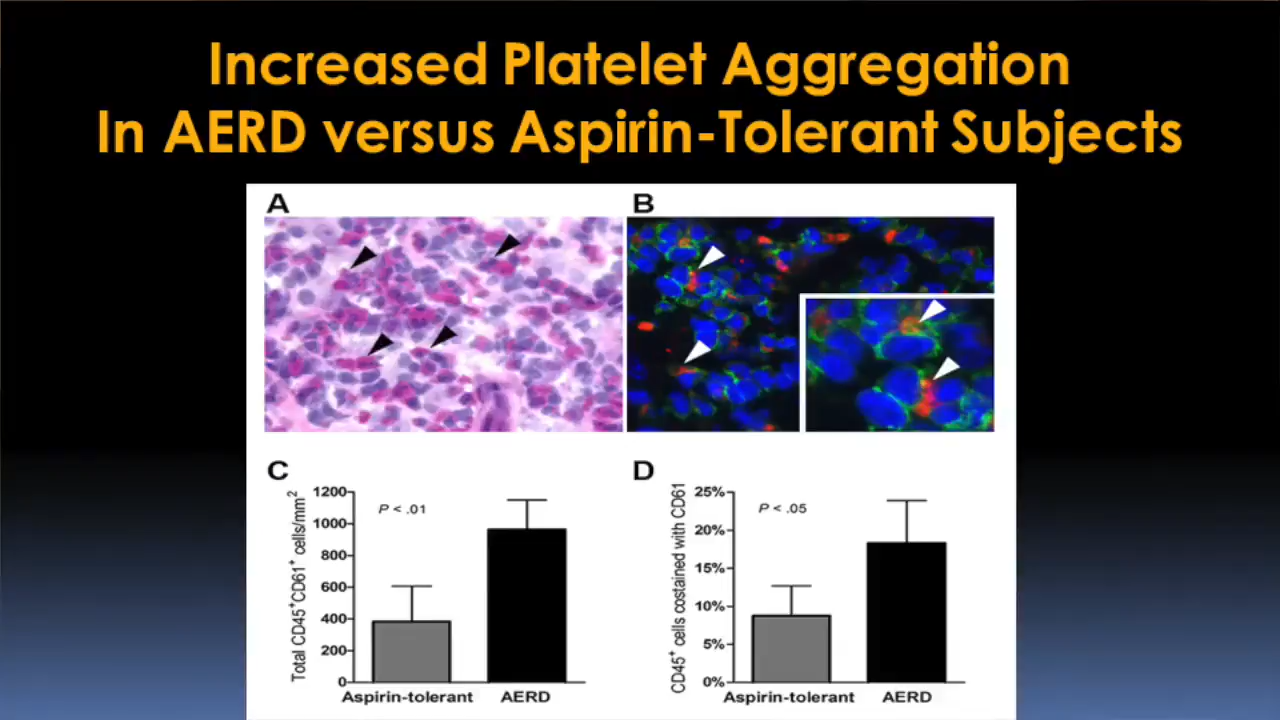 Increased Platelet Aggregation
In AERD versus Aspirin-Tolerant Subjects
A
B
C
Total CD45⁺CD61⁺ cells/mm²
1200
1000
800
600
400
200
0
P < .01
Aspirin-tolerant
AERD
D
CD45⁺ cells costained with CD61
25%
20%
15%
10%
5%
0%
P < .05
Aspirin-tolerant
AERD